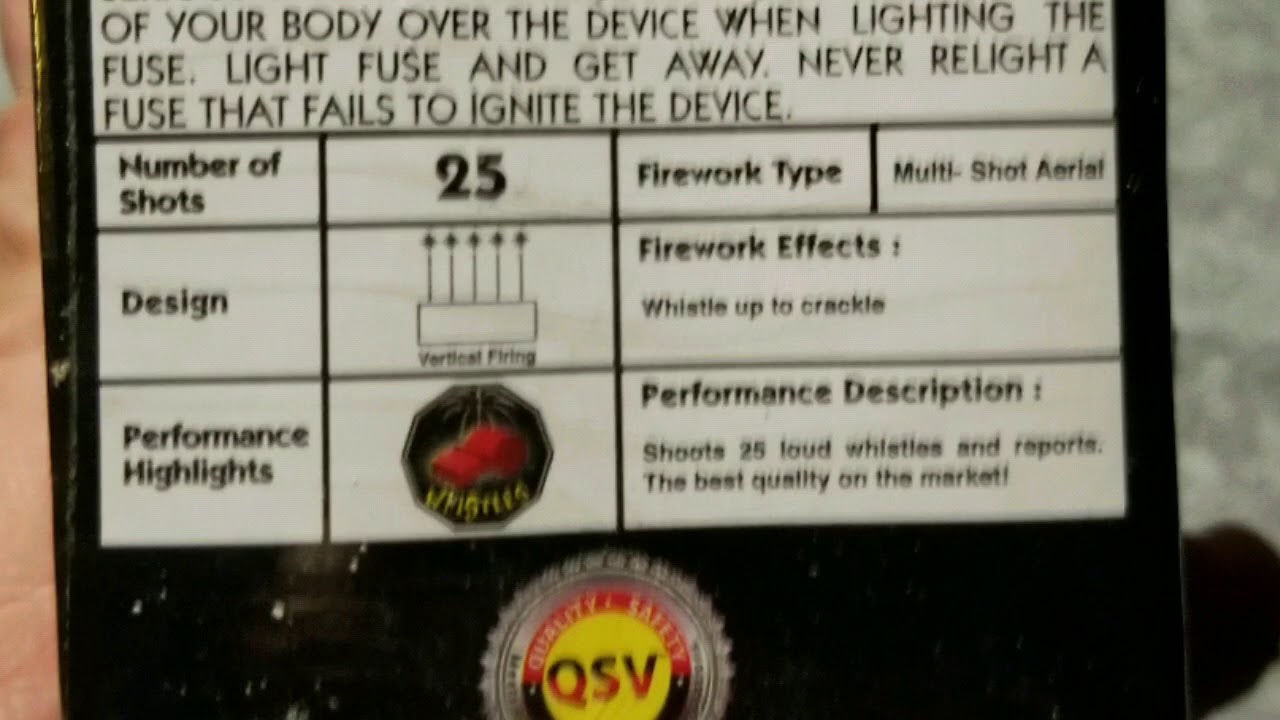 OF YOUR BODY OVER THE DEVICE WHEN LIGHTING THE
FUSE. LIGHT FUSE AND GET AWAY. NEVER RELIGHT A
FUSE THAT FAILS TO IGNITE THE DEVICE.
Number of
Shots
25
Firework Type
Multi- Shot Aerial
Design
Vertical Firing
Firework Effects :
Whistle up to crackle
Performance
Highlights
WHISTLES
Performance Description :
Shoots 25 loud whistles and reports.
The best quality on the market!
QUALITY · SAFETY
QSV